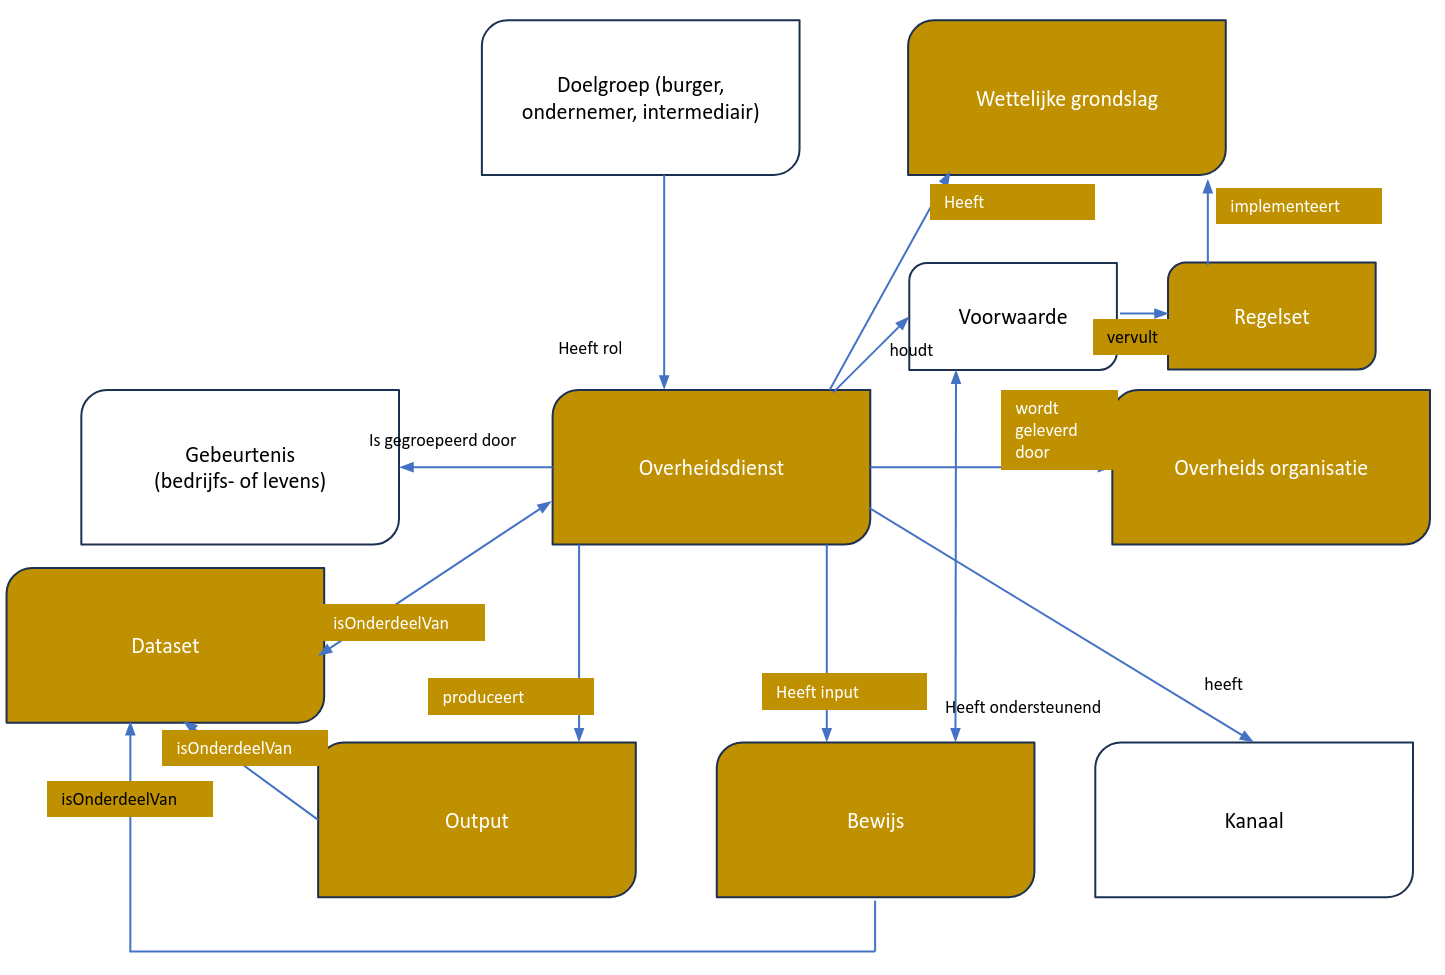 Doelgroep (burger,
ondernemer, intermediair)
Wettelijke grondslag
Heeft
implementeert
Voorwaarde
Regelset
vervult
houdt
Heeft rol
wordt
geleverd
door
Is gegroepeerd door
Gebeurtenis
(bedrijfs- of levens)
Overheidsdienst
Overheids organisatie
isOnderdeelVan
Dataset
produceert
Heeft input
heeft
Heeft ondersteunend
isOnderdeelVan
isOnderdeelVan
Output
Bewijs
Kanaal